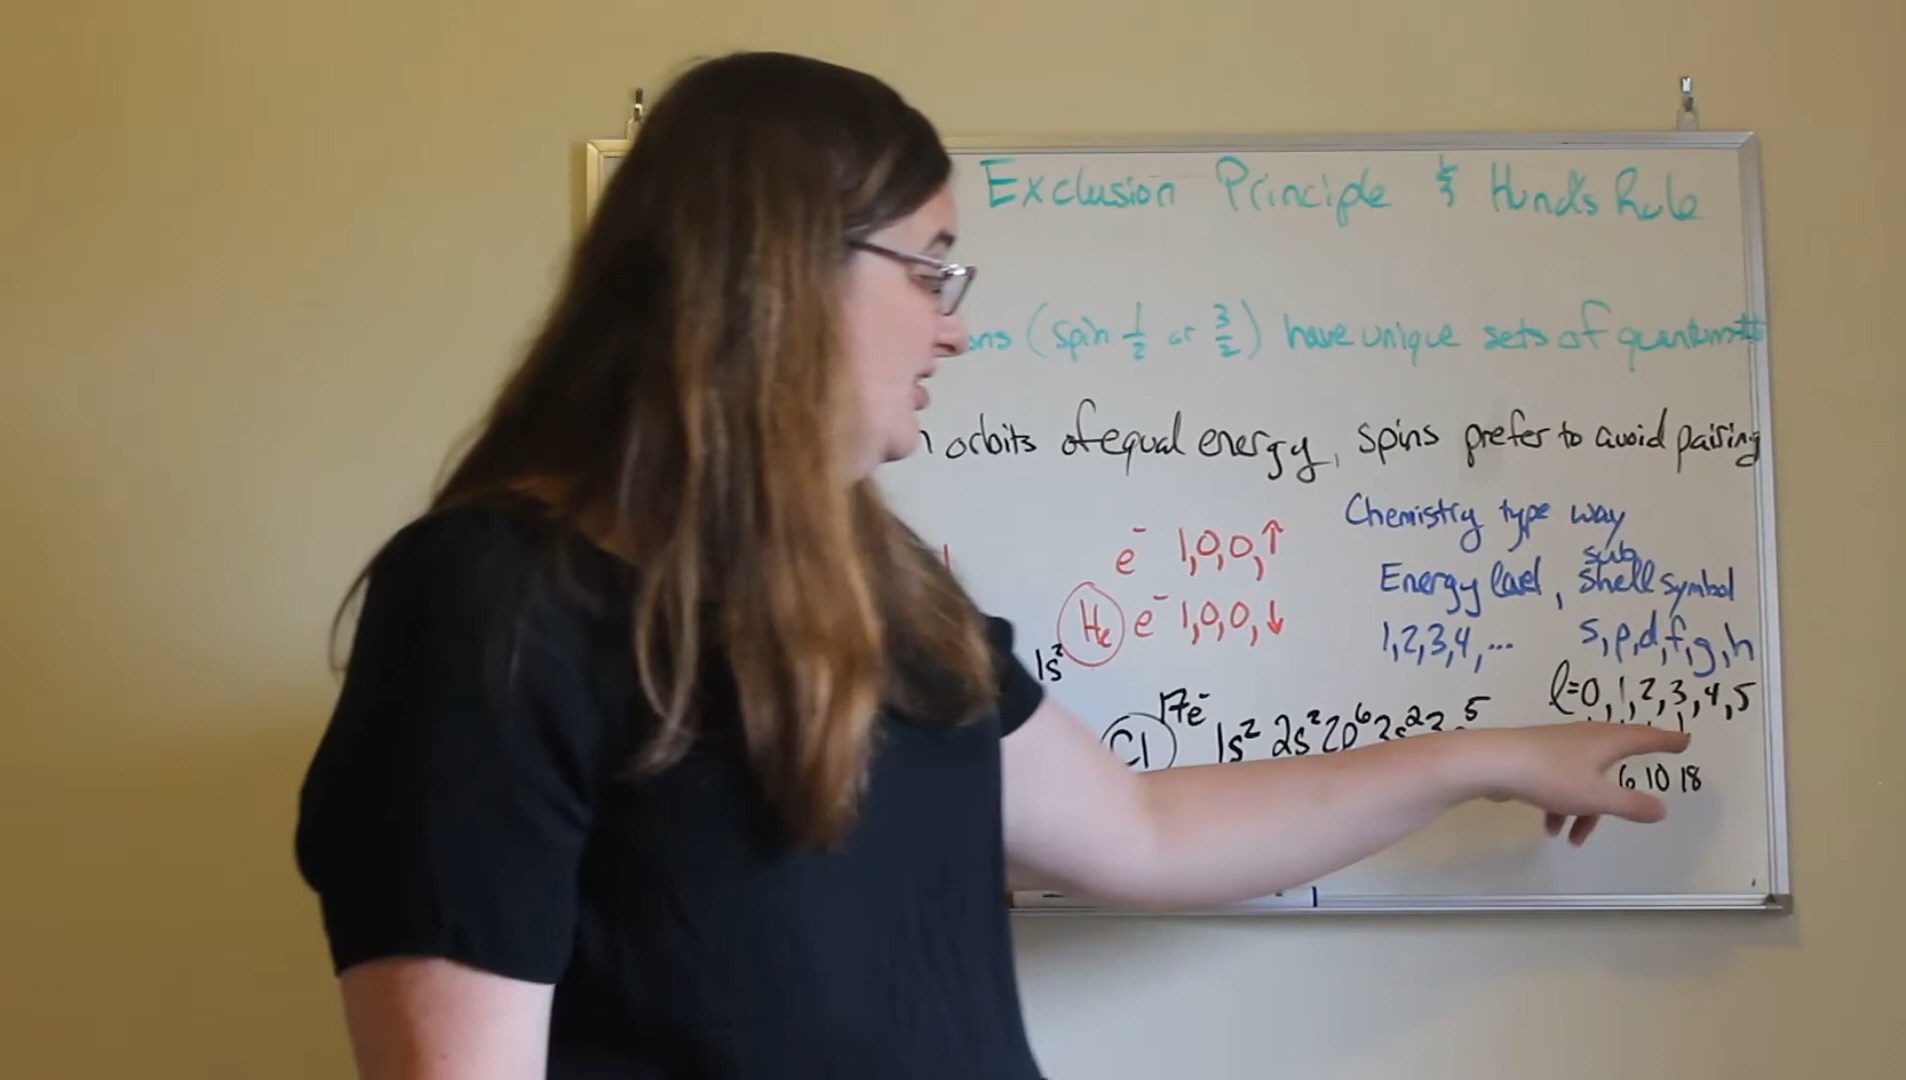 Exclusion Principle & Hund's Rule
ons (spin 1/2 or 3/2) have unique sets of quantum #s
n orbits of equal energy, spins prefer to avoid pairing
Chemistry type way
Energy level, subshell symbol
1,2,3,4,... s,p,d,f,g,h
l=0,1,2,3,4,5
6 10 18
e⁻ 1,0,0,↑
He e⁻ 1,0,0,↓
1s²
Cl 17e⁻ 1s² 2s² 2p⁶ 3s² 3 ⁵